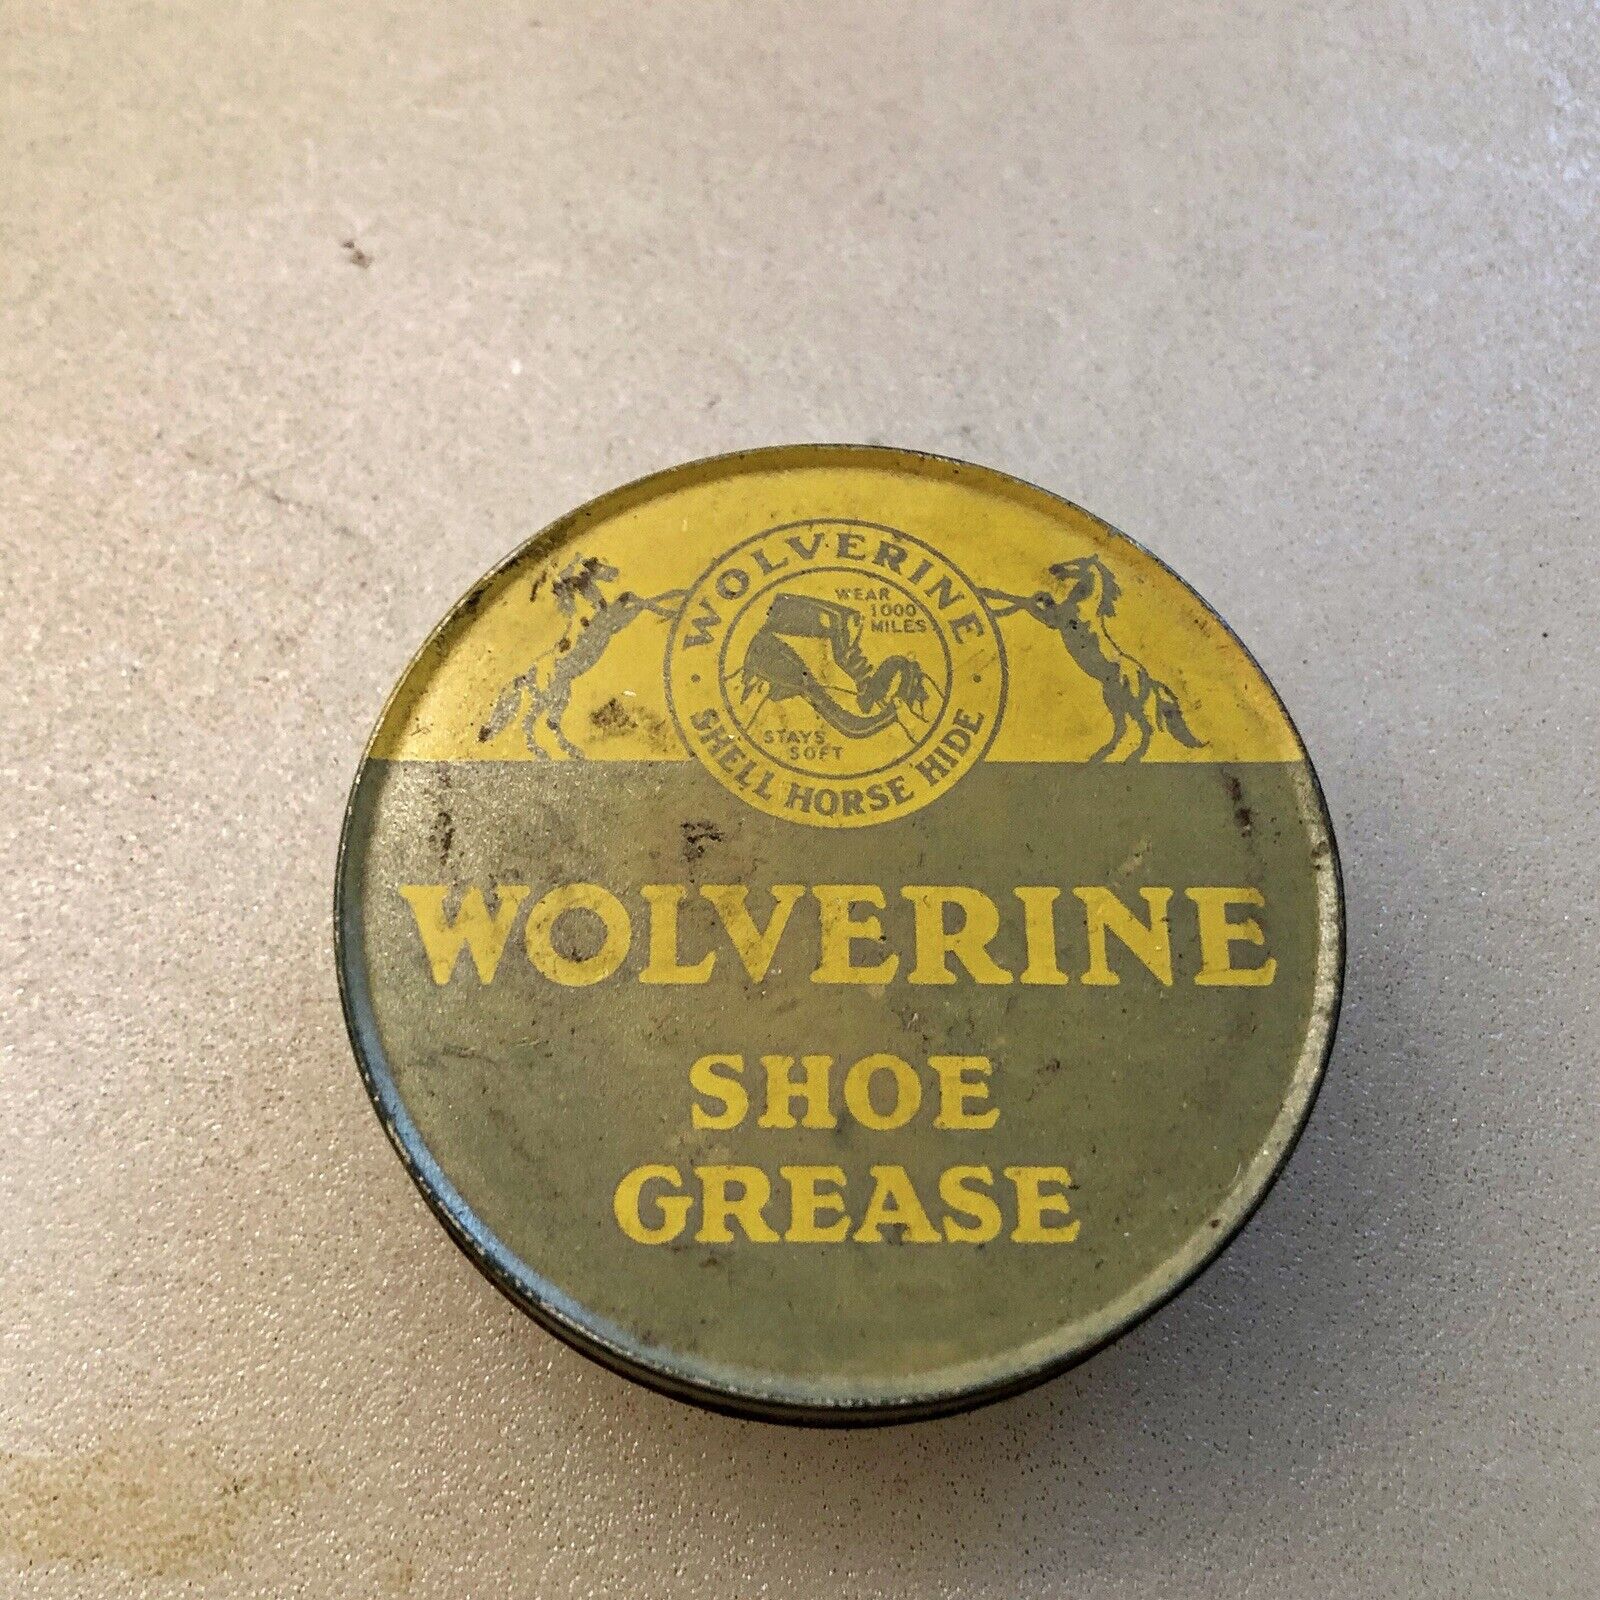 WOLVERINE
WEAR
1000
MILES
STAYS
SOFT
SHELL HORSE HIDE
WOLVERINE
SHOE
GREASE